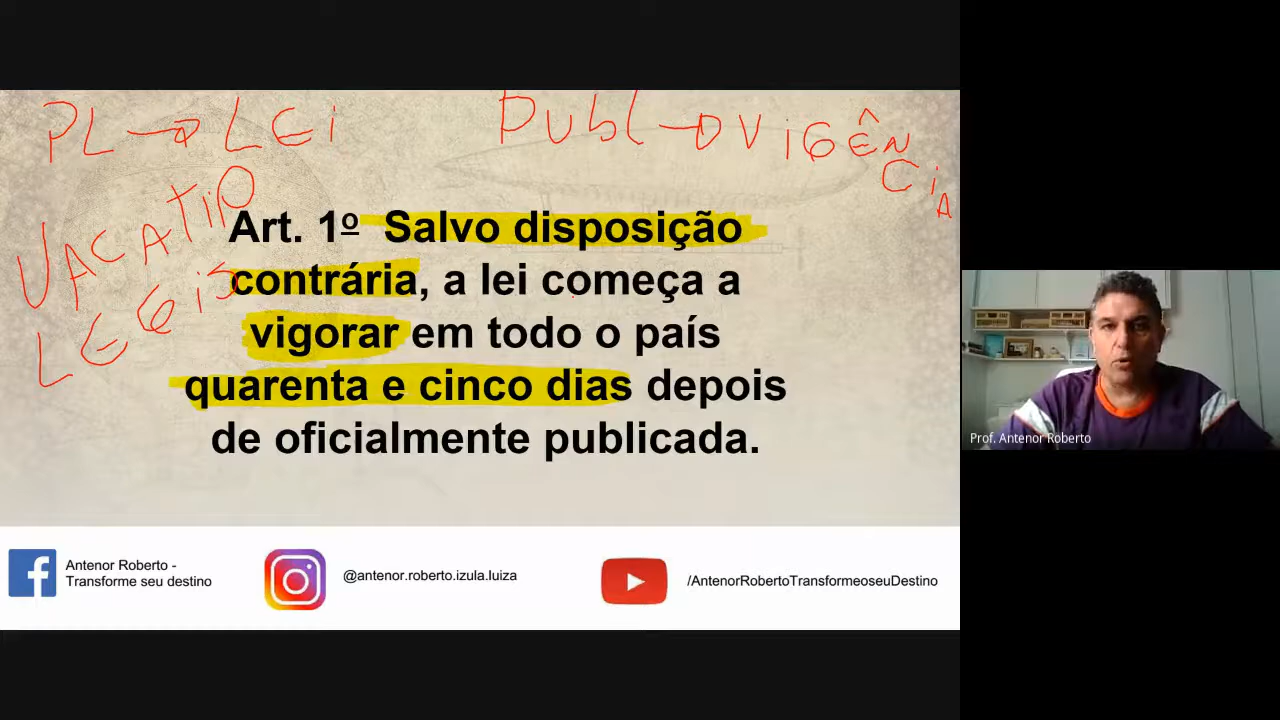 PL → LEi
PUBL → VIGÊNCiA
VACATIO
LEGIS
Art. 1º Salvo disposição
contrária, a lei começa a
vigorar em todo o país
quarenta e cinco dias depois
de oficialmente publicada.
Prof. Antenor Roberto
Antenor Roberto -
Transforme seu destino
@antenor.roberto.izula.luiza
/AntenorRobertoTransformeoseuDestino